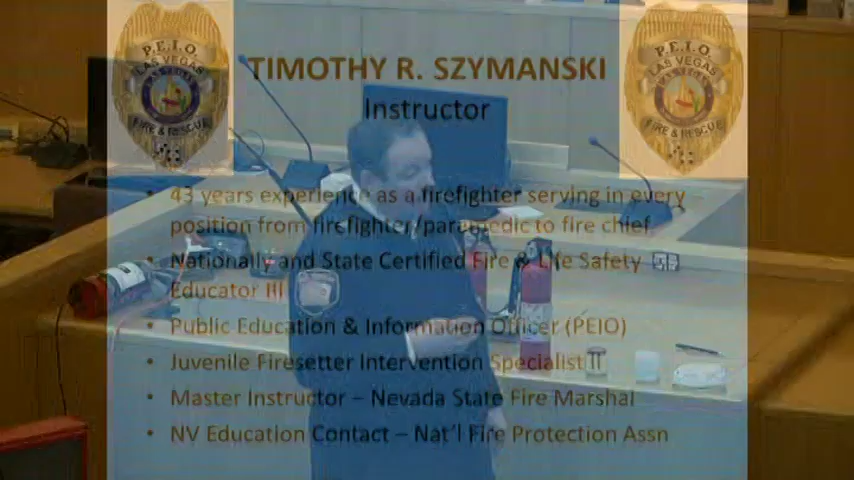 P.E.I.O.
LAS VEGAS
FIRE & RESCUE
TIMOTHY R. SZYMANSKI
Instructor
P.E.I.O.
LAS VEGAS
FIRE & RESCUE
• 43 years experience as a firefighter serving in every
position from firefighter/paramedic to fire chief
• Nationally and State Certified Fire & Life Safety
Educator III
• Public Education & Information Officer (PEIO)
• Juvenile Firesetter Intervention Specialist II
• Master Instructor – Nevada State Fire Marshal
• NV Education Contact – Nat'l Fire Protection Assn